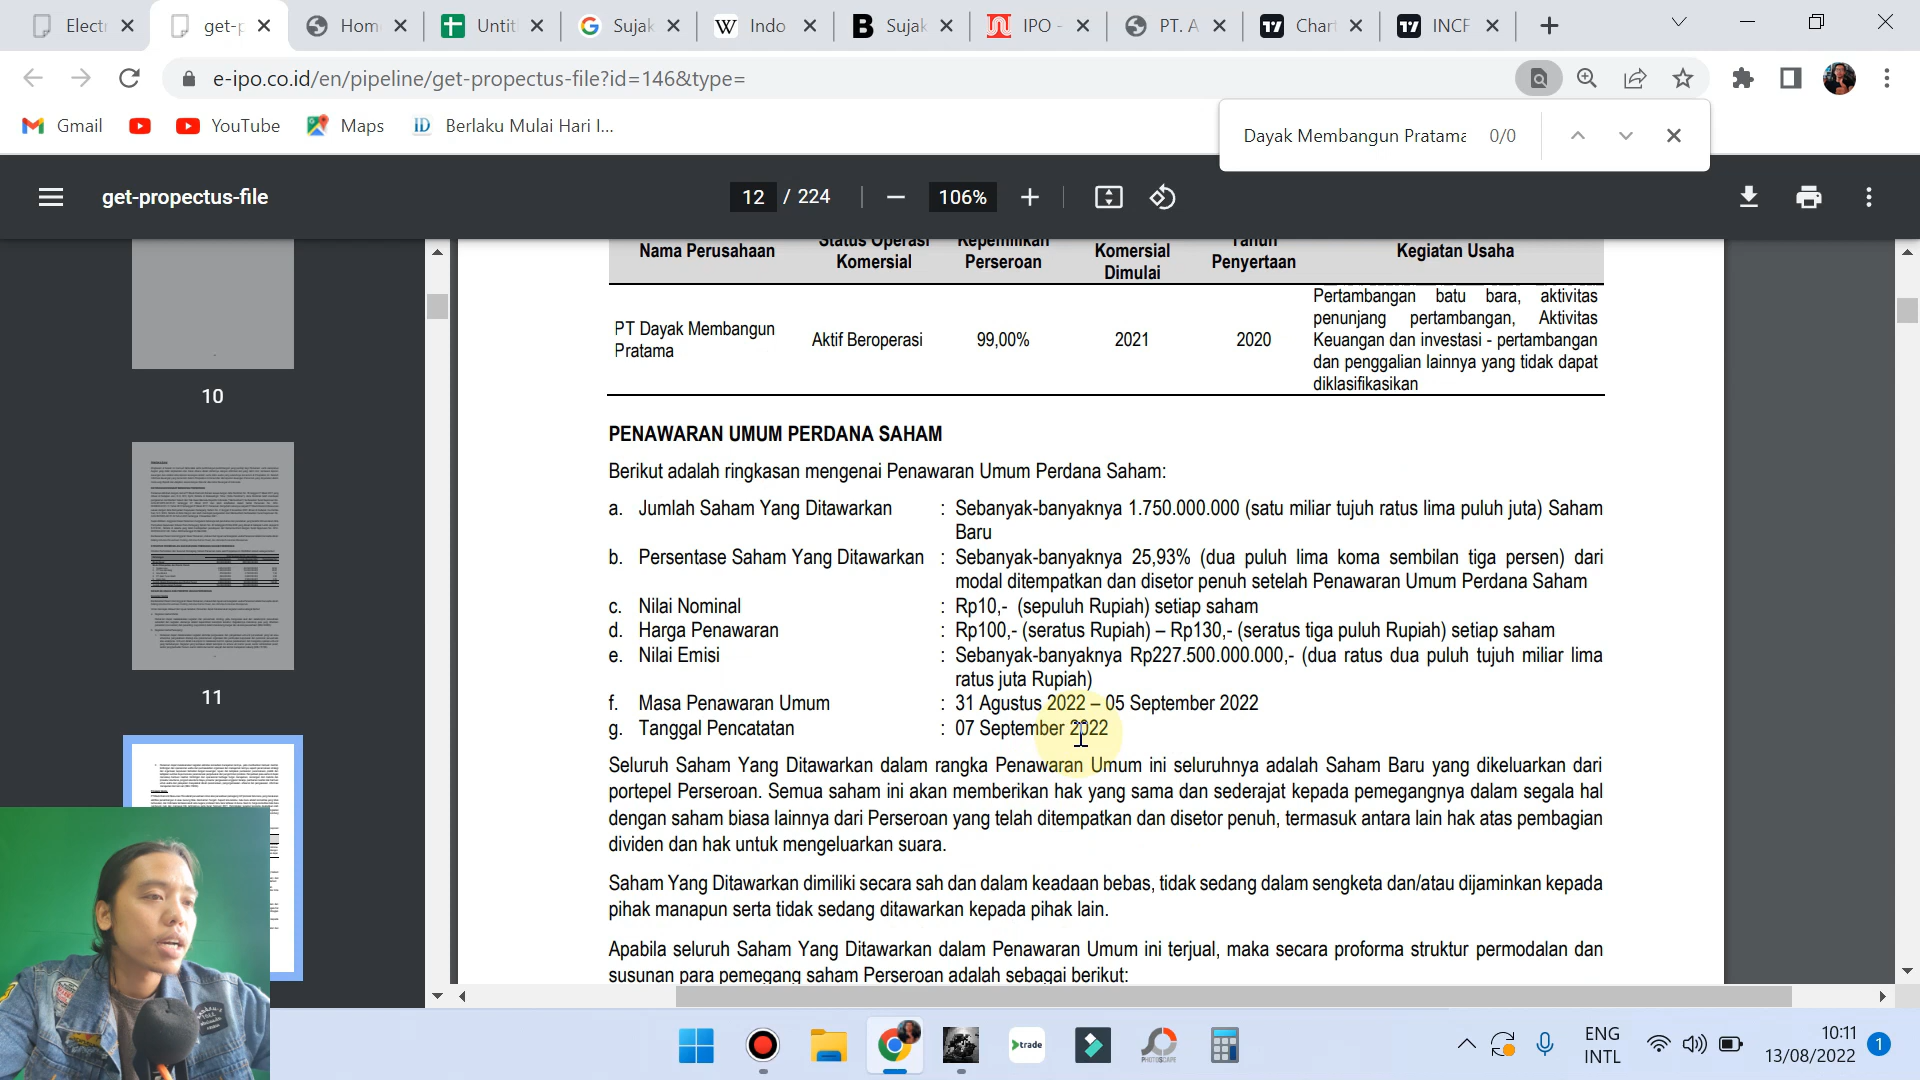 Elect
get-p
Hom
Untit
Sujak
Indo
Sujak
IPO -
PT. A
Char
INCF
e-ipo.co.id/en/pipeline/get-propectus-file?id=146&type=
Gmail
YouTube
Maps
Berlaku Mulai Hari I...
Dayak Membangun Pratama 0/0
get-propectus-file
12 / 224
106%
10
11
Nama Perusahaan
Status Operasi Komersial
Kepemilikan Perseroan
Komersial Dimulai
Tahun Penyertaan
Kegiatan Usaha
PT Dayak Membangun Pratama
Aktif Beroperasi
99,00%
2021
2020
Pertambangan batu bara, aktivitas
penunjang pertambangan, Aktivitas
Keuangan dan investasi - pertambangan
dan penggalian lainnya yang tidak dapat
diklasifikasikan
PENAWARAN UMUM PERDANA SAHAM
Berikut adalah ringkasan mengenai Penawaran Umum Perdana Saham:
a. Jumlah Saham Yang Ditawarkan : Sebanyak-banyaknya 1.750.000.000 (satu miliar tujuh ratus lima puluh juta) Saham
Baru
b. Persentase Saham Yang Ditawarkan : Sebanyak-banyaknya 25,93% (dua puluh lima koma sembilan tiga persen) dari
modal ditempatkan dan disetor penuh setelah Penawaran Umum Perdana Saham
c. Nilai Nominal : Rp10,- (sepuluh Rupiah) setiap saham
d. Harga Penawaran : Rp100,- (seratus Rupiah) – Rp130,- (seratus tiga puluh Rupiah) setiap saham
e. Nilai Emisi : Sebanyak-banyaknya Rp227.500.000.000,- (dua ratus dua puluh tujuh miliar lima
ratus juta Rupiah)
f. Masa Penawaran Umum : 31 Agustus 2022 – 05 September 2022
g. Tanggal Pencatatan : 07 September 2022
Seluruh Saham Yang Ditawarkan dalam rangka Penawaran Umum ini seluruhnya adalah Saham Baru yang dikeluarkan dari
portepel Perseroan. Semua saham ini akan memberikan hak yang sama dan sederajat kepada pemegangnya dalam segala hal
dengan saham biasa lainnya dari Perseroan yang telah ditempatkan dan disetor penuh, termasuk antara lain hak atas pembagian
dividen dan hak untuk mengeluarkan suara.
Saham Yang Ditawarkan dimiliki secara sah dan dalam keadaan bebas, tidak sedang dalam sengketa dan/atau dijaminkan kepada
pihak manapun serta tidak sedang ditawarkan kepada pihak lain.
Apabila seluruh Saham Yang Ditawarkan dalam Penawaran Umum ini terjual, maka secara proforma struktur permodalan dan
susunan para pemegang saham Perseroan adalah sebagai berikut:
trade
PHOTOSCAPE
ENG
INTL
10:11
13/08/2022
1